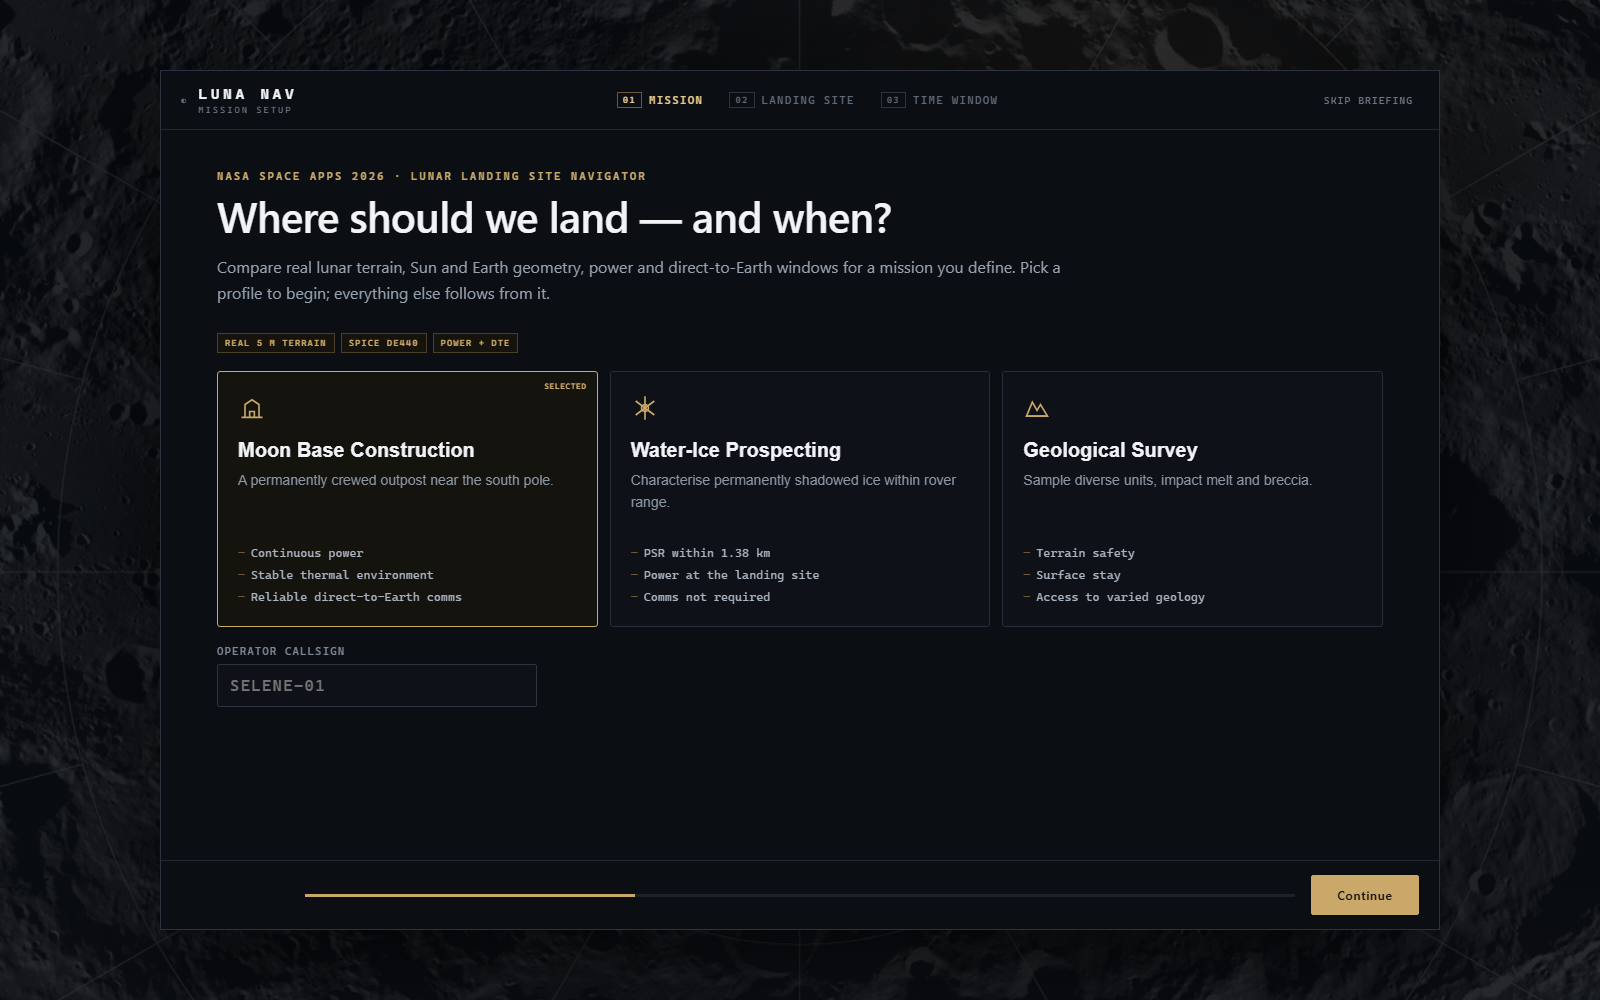 LUNA NAV
MISSION SETUP
01 MISSION
02 LANDING SITE
03 TIME WINDOW
SKIP BRIEFING
NASA SPACE APPS 2026 · LUNAR LANDING SITE NAVIGATOR
Where should we land — and when?
Compare real lunar terrain, Sun and Earth geometry, power and direct-to-Earth windows for a mission you define. Pick a
profile to begin; everything else follows from it.
REAL 5 M TERRAIN
SPICE DE440
POWER + DTE
SELECTED
Moon Base Construction
A permanently crewed outpost near the south pole.
— Continuous power
— Stable thermal environment
— Reliable direct-to-Earth comms
Water-Ice Prospecting
Characterise permanently shadowed ice within rover
range.
— PSR within 1.38 km
— Power at the landing site
— Comms not required
Geological Survey
Sample diverse units, impact melt and breccia.
— Terrain safety
— Surface stay
— Access to varied geology
OPERATOR CALLSIGN
SELENE-01
Continue